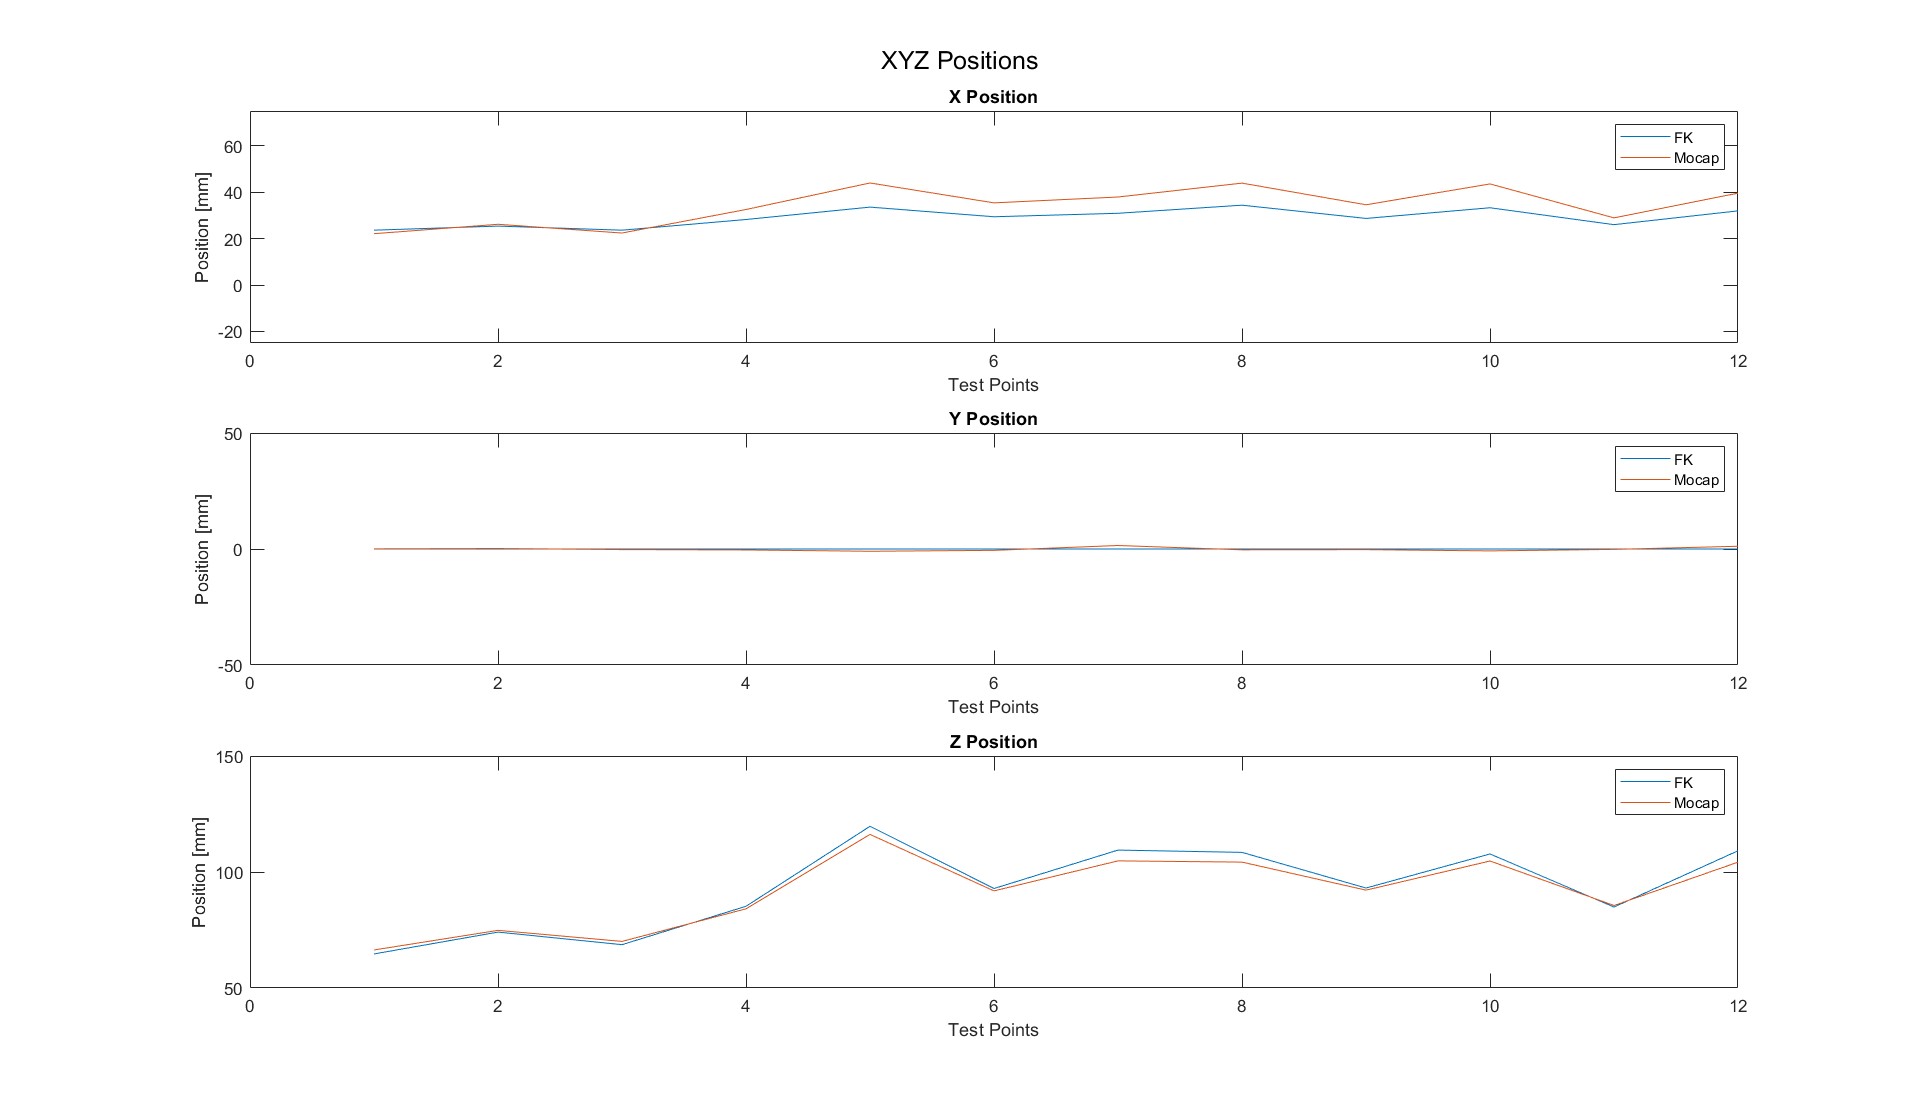 XYZ Positions
X Position
Position [mm]
60
40
20
0
-20
FK
Mocap
0 2 4 6 8 10 12
Test Points
Y Position
Position [mm]
50
0
-50
FK
Mocap
0 2 4 6 8 10 12
Test Points
Z Position
Position [mm]
150
100
50
FK
Mocap
0 2 4 6 8 10 12
Test Points